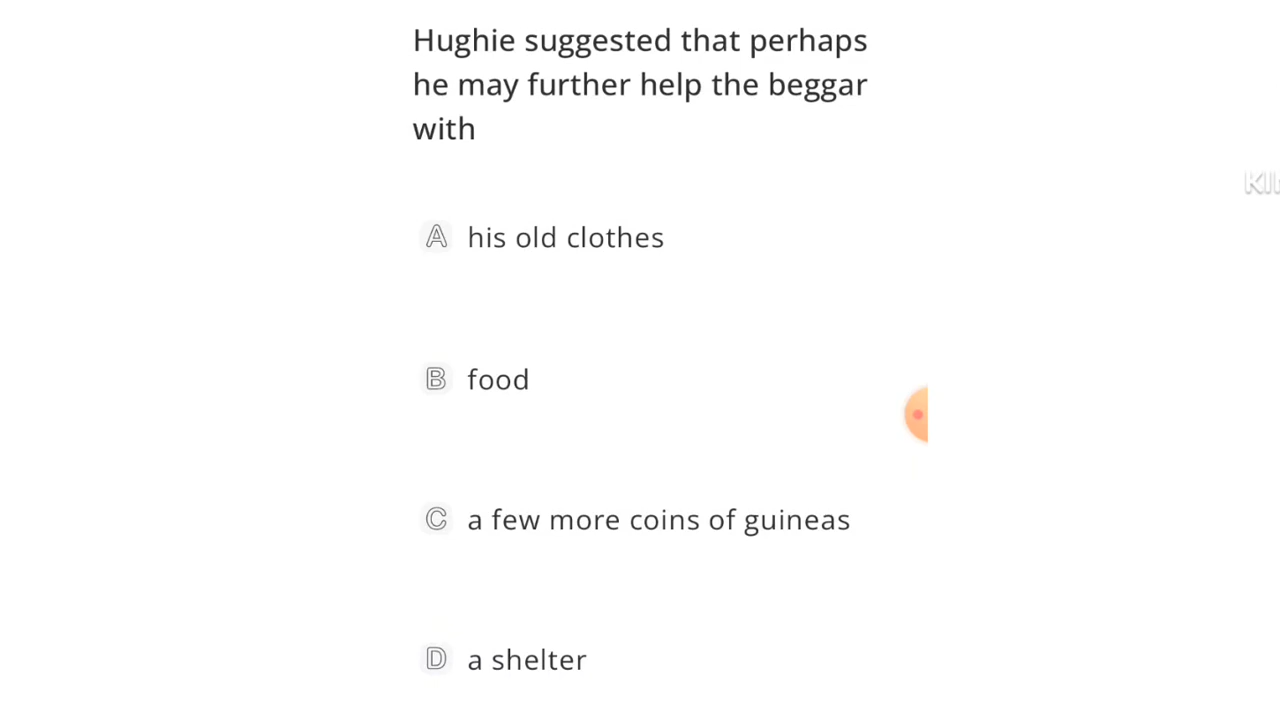 Hughie suggested that perhaps
he may further help the beggar
with
A his old clothes
B food
C a few more coins of guineas
D a shelter